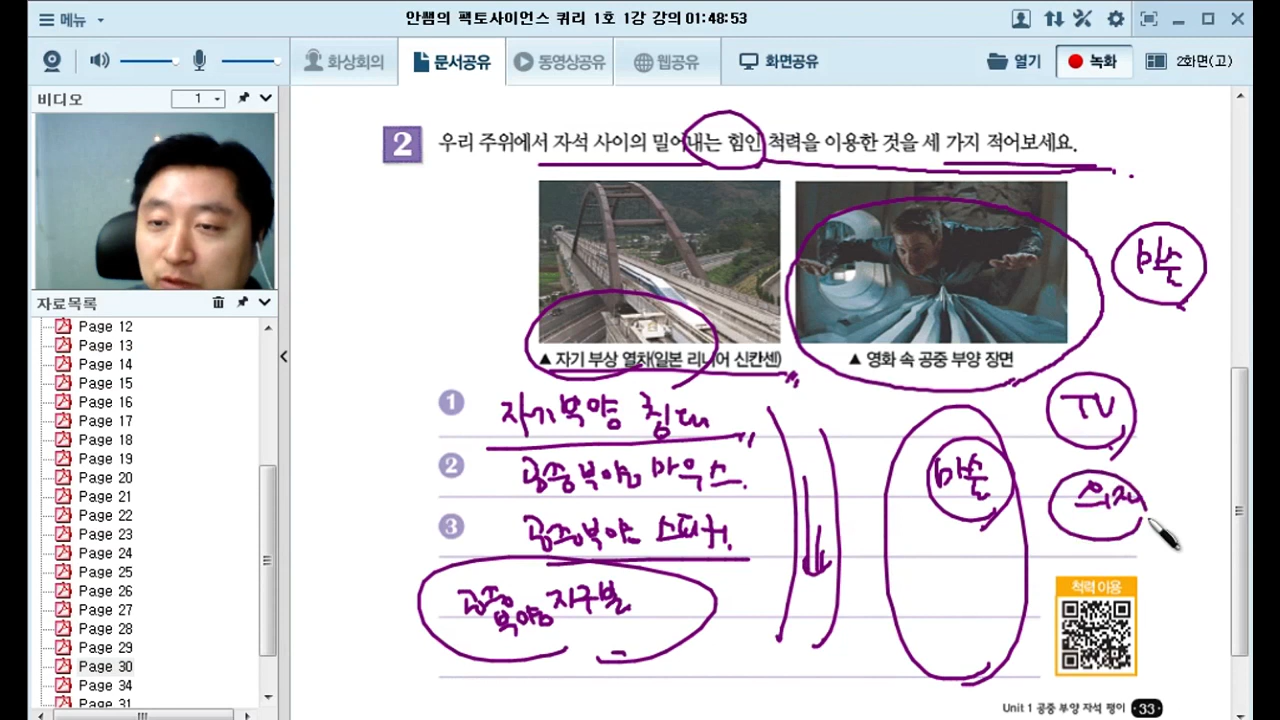 메뉴
안쌤의 팩토사이언스 쿼리 1호 1강 강의01:48:53
화상회의 문서공유 동영상공유 웹공유 화면공유 열기 녹화 2화면(고)
비디오 1
자료목록
Page 12
Page 13
Page 14
Page 15
Page 16
Page 17
Page 18
Page 19
Page 20
Page 21
Page 22
Page 23
Page 24
Page 25
Page 26
Page 27
Page 28
Page 29
Page 30
Page 34
Page 31
2 우리 주위에서 자석 사이의 밀어내는 힘인 척력을 이용한 것을 세 가지 적어보세요.
마술
▲ 자기 부상 열차(일본 리니어 신칸센) ▲ 영화 속 공중 부양 장면
1 자기부양 침대
TV
2 공중부양 마우스.
마술
의자
3 공중부양 스피커.
공중부양 지구본
척력 이용
Unit 1 공중 부양 자석 팽이 33